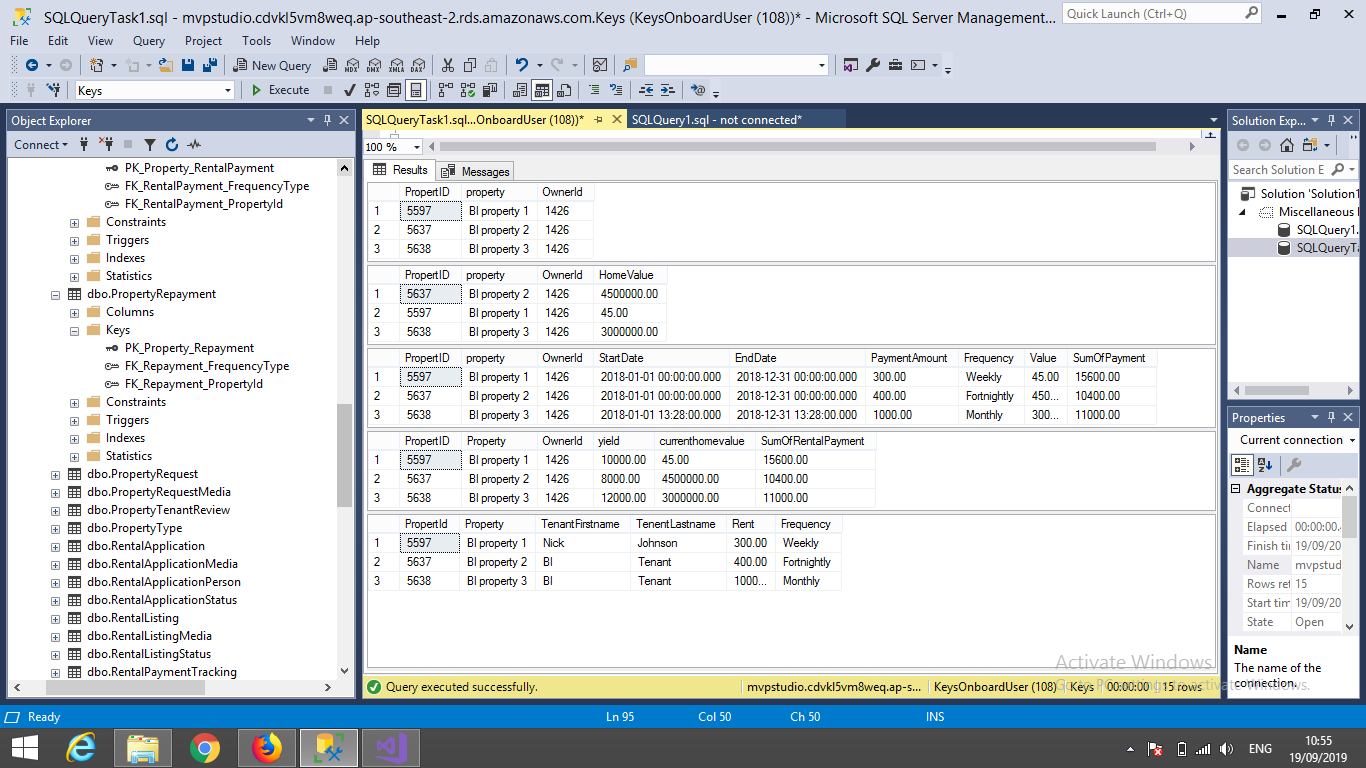 SQLQueryTask1.sql - mvpstudio.cdvkl5vm8weq.ap-southeast-2.rds.amazonaws.com.Keys (KeysOnboardUser (108))* - Microsoft SQL Server Management...
Quick Launch (Ctrl+Q)
File Edit View Query Project Tools Window Help
New Query MDX DMX XMLA DAX
Keys Execute
Object Explorer
Connect
PK_Property_RentalPayment
FK_RentalPayment_FrequencyType
FK_RentalPayment_PropertyId
Constraints
Triggers
Indexes
Statistics
dbo.PropertyRepayment
Columns
Keys
PK_Property_Repayment
FK_Repayment_FrequencyType
FK_Repayment_PropertyId
Constraints
Triggers
Indexes
Statistics
dbo.PropertyRequest
dbo.PropertyRequestMedia
dbo.PropertyTenantReview
dbo.PropertyType
dbo.RentalApplication
dbo.RentalApplicationMedia
dbo.RentalApplicationPerson
dbo.RentalApplicationStatus
dbo.RentalListing
dbo.RentalListingMedia
dbo.RentalListingStatus
dbo.RentalPaymentTracking
SQLQueryTask1.sql...OnboardUser (108))* SQLQuery1.sql - not connected*
100 %
Results Messages
PropertID property OwnerId
1 5597 BI property 1 1426
2 5637 BI property 2 1426
3 5638 BI property 3 1426
PropertID property OwnerId HomeValue
1 5637 BI property 2 1426 4500000.00
2 5597 BI property 1 1426 45.00
3 5638 BI property 3 1426 3000000.00
PropertID property OwnerId StartDate EndDate PaymentAmount Frequency Value SumOfPayment
1 5597 BI property 1 1426 2018-01-01 00:00:00.000 2018-12-31 00:00:00.000 300.00 Weekly 45.00 15600.00
2 5637 BI property 2 1426 2018-01-01 00:00:00.000 2018-12-31 00:00:00.000 400.00 Fortnightly 450... 10400.00
3 5638 BI property 3 1426 2018-01-01 13:28:00.000 2018-12-31 13:28:00.000 1000.00 Monthly 300... 11000.00
PropertID Property OwnerId yield currenthomevalue SumOfRentalPayment
1 5597 BI property 1 1426 10000.00 45.00 15600.00
2 5637 BI property 2 1426 8000.00 4500000.00 10400.00
3 5638 BI property 3 1426 12000.00 3000000.00 11000.00
PropertId Property TenantFirstname TenentLastname Rent Frequency
1 5597 BI property 1 Nick Johnson 300.00 Weekly
2 5637 BI property 2 BI Tenant 400.00 Fortnightly
3 5638 BI property 3 BI Tenant 1000... Monthly
Query executed successfully. mvpstudio.cdvkl5vm8weq.ap-s... KeysOnboardUser (108) Keys 00:00:00 15 rows
Solution Exp...
Search Solution E
Solution 'Solution1
Miscellaneous
SQLQuery1.
SQLQueryTa
Properties
Current connection
Aggregate Status
Connect
Elapsed 00:00:00.
Finish ti 19/09/20
Name mvpstud
Rows ret 15
Start tim 19/09/20
State Open
Name
The name of the
connection.
Activate Windows
Go to PC settings to activate Windows.
Ready Ln 95 Col 50 Ch 50 INS
ENG
10:55
19/09/2019